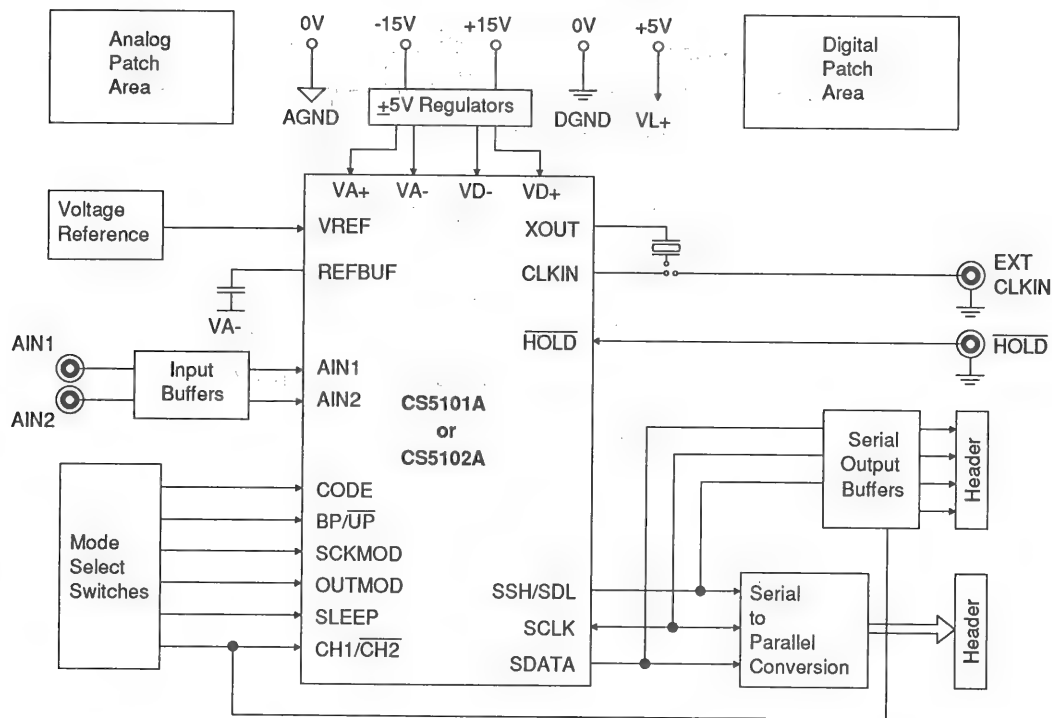 Analog
Patch
Area
0V
-15V
+15V
0V
+5V
Digital
Patch
Area
±5V Regulators
AGND
DGND
VL+
VA+
VA-
VD-
VD+
Voltage
Reference
VREF
XOUT
REFBUF
CLKIN
EXT
CLKIN
VA-
HOLD
HOLD
AIN1
AIN2
Input
Buffers
AIN1
AIN2
CS5101A
or
CS5102A
Serial
Output
Buffers
Header
Mode
Select
Switches
CODE
BP/UP
SCKMOD
OUTMOD
SLEEP
CH1/CH2
SSH/SDL
SCLK
SDATA
Serial
to
Parallel
Conversion
Header